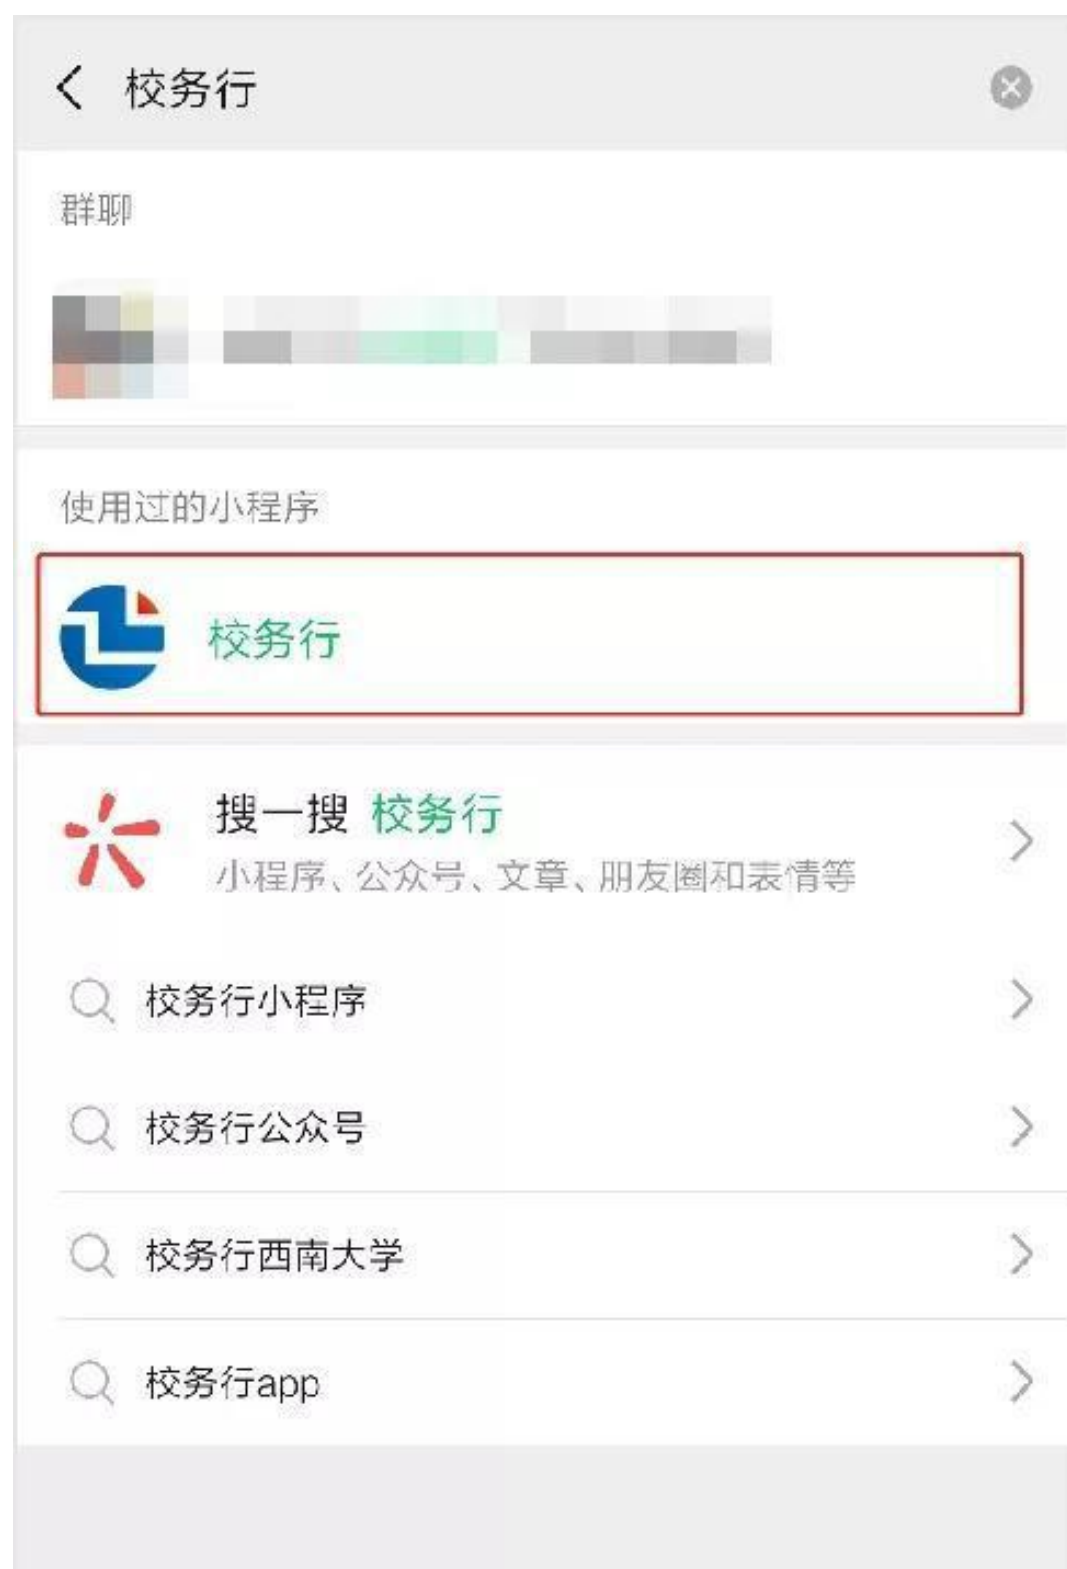 校务行
群聊
使用过的小程序
校务行
搜一搜 校务行
小程序、公众号、文章、朋友圈和表情等
校务行小程序
校务行公众号
校务行西南大学
校务行app